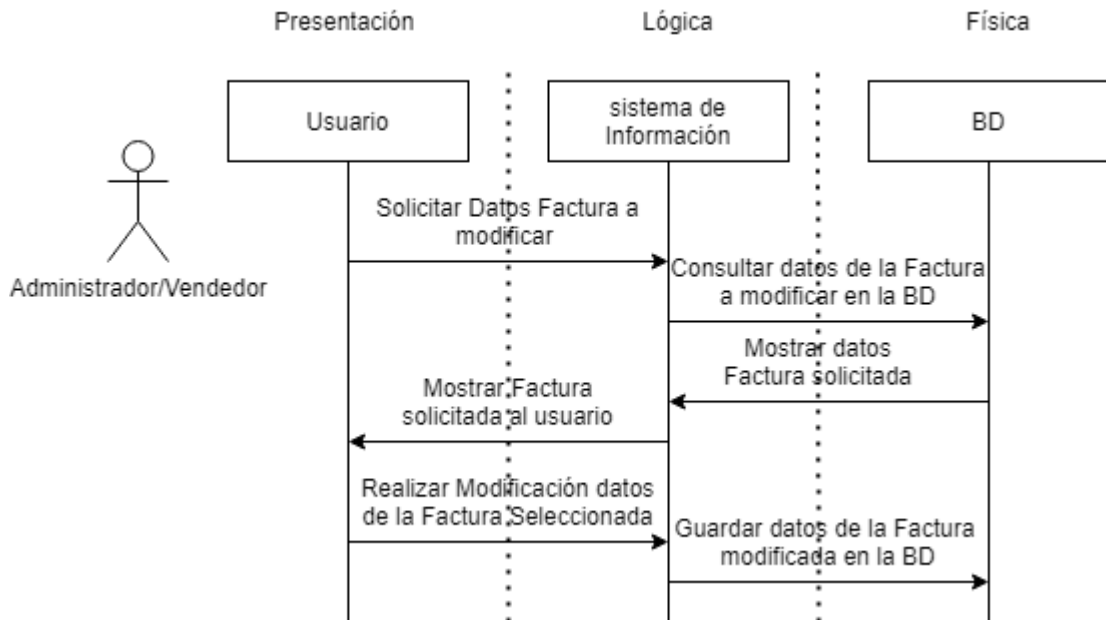 Presentación
Lógica
Física
Usuario
sistema de
Información
BD
Administrador/Vendedor
Solicitar Datos Factura a
modificar
Consultar datos de la Factura
a modificar en la BD
Mostrar datos
Factura solicitada
Mostrar Factura
solicitada al usuario
Realizar Modificación datos
de la Factura Seleccionada
Guardar datos de la Factura
modificada en la BD